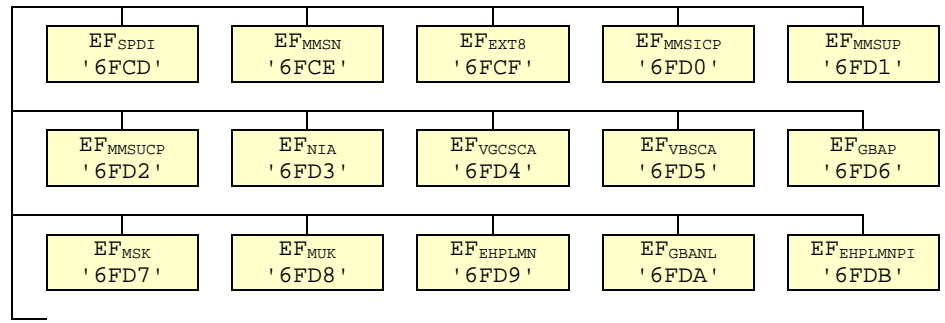 EFSPDI EFMMSN EFEXT8 EFMMSICP EFMMSUP
'6FCD' '6FCE' '6FCF' '6FD0' '6FD1'
EFMMSUCP EFNIA EFVGCSCA EFVBSCA EFGBAP
'6FD2' '6FD3' '6FD4' '6FD5' '6FD6'
EFMSK EFMUK EFEHPLMN EFGBANL EFEHPLMNPI
'6FD7' '6FD8' '6FD9' '6FDA' '6FDB'